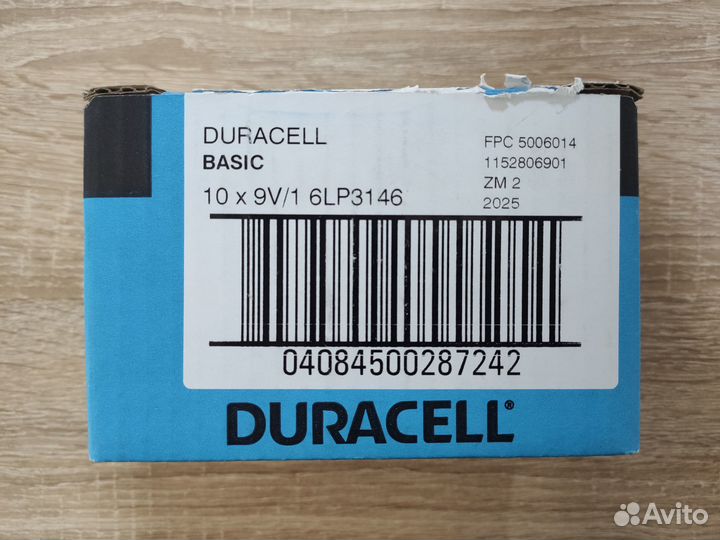 DURACELL
BASIC
10 x 9V/1 6LP3146
FPC 5006014
1152806901
ZM 2
2025
04084500287242
DURACELL®
Avito